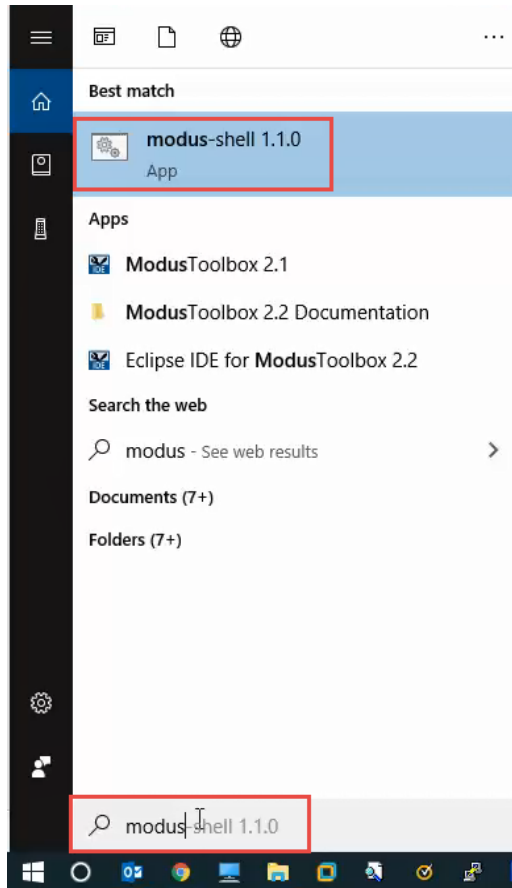 ...
Best match
modus-shell 1.1.0
App
Apps
IDE ModusToolbox 2.1
ModusToolbox 2.2 Documentation
IDE Eclipse IDE for ModusToolbox 2.2
Search the web
modus - See web results
Documents (7+)
Folders (7+)
modus-shell 1.1.0